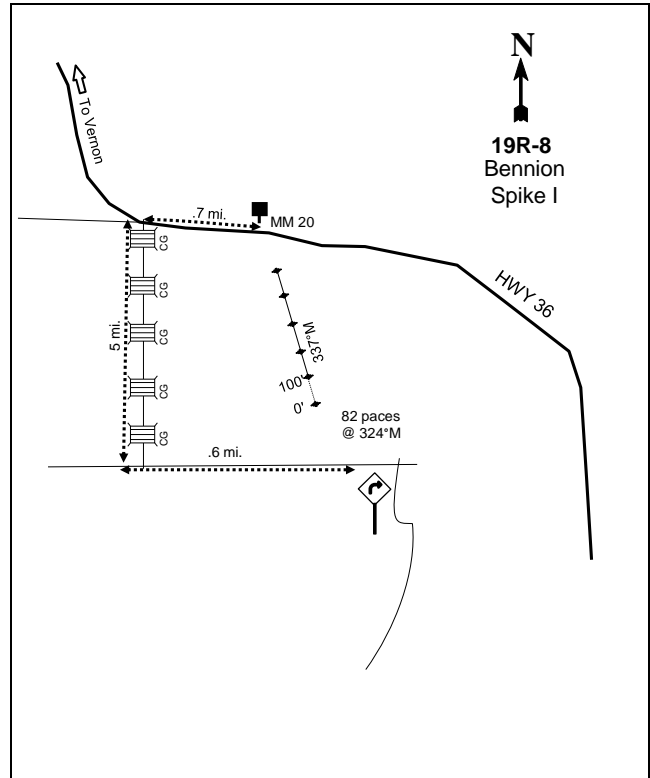 N
19R-8
Bennion
Spike I
To Vernon
.7 mi.
MM 20
CG
CG
CG
CG
CG
5 mi.
HWY 36
337°M
100'
0'
82 paces
@ 324°M
.6 mi.